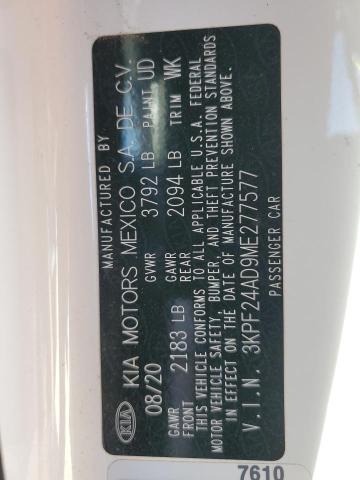 KIA
MANUFACTURED BY
KIA MOTORS MEXICO S.A. DE C.V.
08/20 GVWR 3792 LB PAINT UD
GAWR FRONT 2183 LB GAWR REAR 2094 LB TRIM WK
THIS VEHICLE CONFORMS TO ALL APPLICABLE U.S.A. FEDERAL
MOTOR VEHICLE SAFETY, BUMPER, AND THEFT PREVENTION STANDARDS
IN EFFECT ON THE DATE OF MANUFACTURE SHOWN ABOVE.
V.I.N. 3KPF24AD9ME277577
PASSENGER CAR
7610